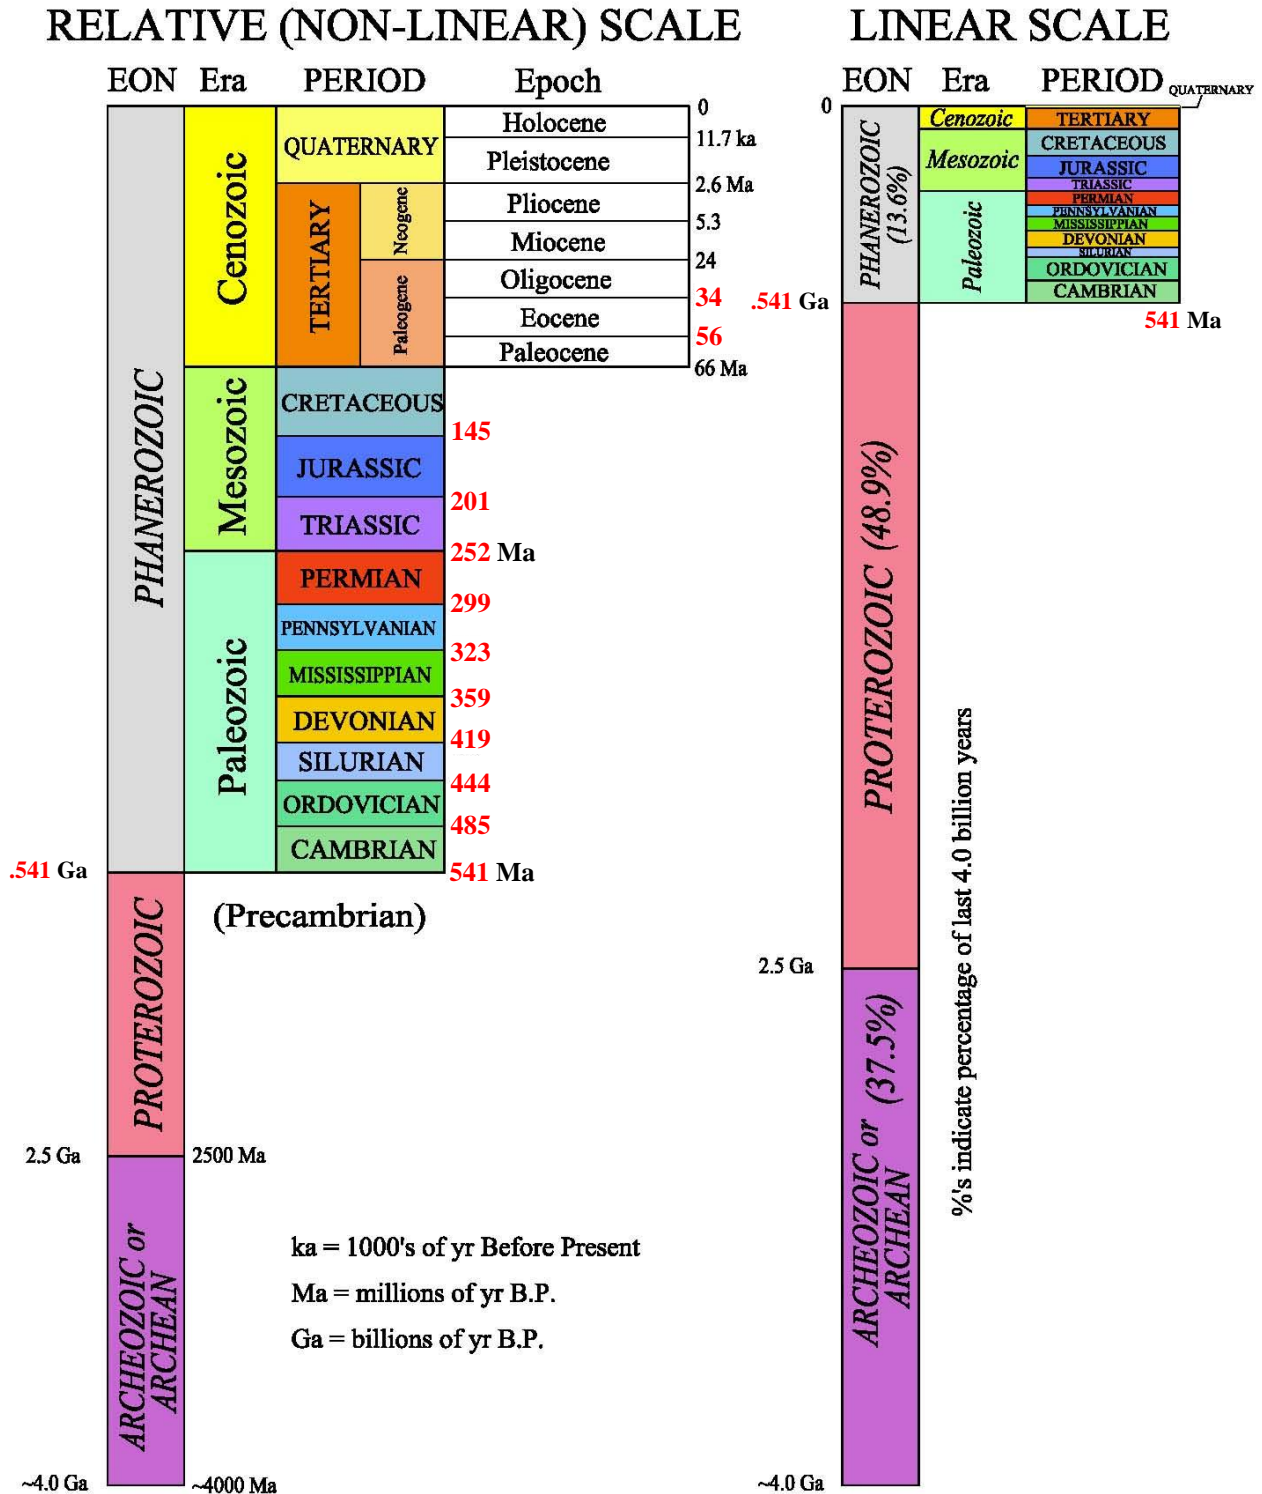 RELATIVE (NON-LINEAR) SCALE
EON Era PERIOD Epoch
0
Holocene
11.7 ka
QUATERNARY
Pleistocene
2.6 Ma
Pliocene
5.3
Neogene
Miocene
24
TERTIARY
Oligocene
34
Paleogene
Eocene
56
Paleocene
66 Ma
Cenozoic
CRETACEOUS
145
JURASSIC
201
TRIASSIC
252 Ma
Mesozoic
PERMIAN
299
PENNSYLVANIAN
323
MISSISSIPPIAN
359
DEVONIAN
419
SILURIAN
444
ORDOVICIAN
485
CAMBRIAN
541 Ma
Paleozoic
PHANEROZOIC
.541 Ga
(Precambrian)
PROTEROZOIC
2.5 Ga
2500 Ma
ARCHEOZOIC or
ARCHEAN
~4.0 Ga
~4000 Ma
ka = 1000's of yr Before Present
Ma = millions of yr B.P.
Ga = billions of yr B.P.
LINEAR SCALE
EON Era PERIOD
QUATERNARY
0
Cenozoic
TERTIARY
Mesozoic
CRETACEOUS
JURASSIC
TRIASSIC
Paleozoic
PERMIAN
PENNSYLVANIAN
MISSISSIPPIAN
DEVONIAN
SILURIAN
ORDOVICIAN
CAMBRIAN
PHANEROZOIC
(13.6%)
.541 Ga
541 Ma
PROTEROZOIC (48.9%)
2.5 Ga
ARCHEOZOIC or (37.5%)
ARCHEAN
~4.0 Ga
%'s indicate percentage of last 4.0 billion years